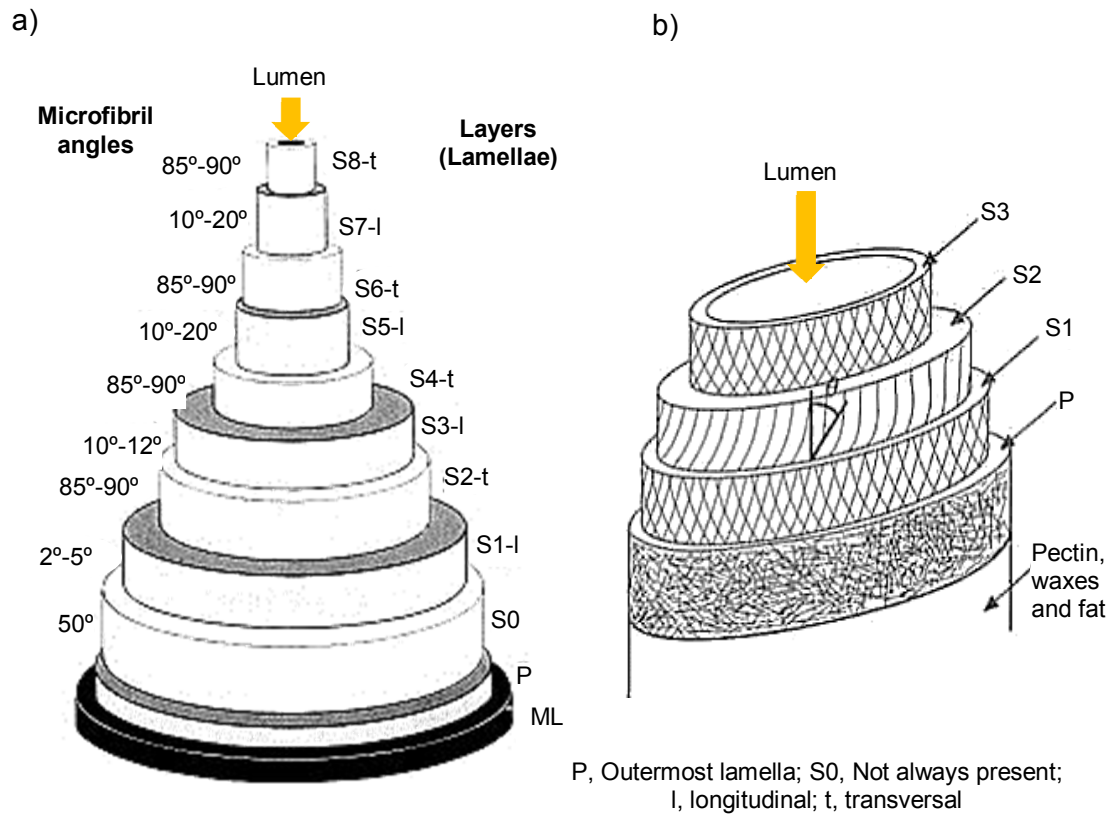 a)
Lumen
Microfibril
angles
Layers
(Lamellae)
85º-90º
S8-t
10º-20º
S7-l
85º-90º
S6-t
10º-20º
S5-l
85º-90º
S4-t
10º-12º
S3-l
85º-90º
S2-t
2º-5º
S1-l
50º
S0
P
ML
b)
Lumen
S3
S2
S1
P
Pectin,
waxes
and fat
P, Outermost lamella; S0, Not always present;
l, longitudinal; t, transversal